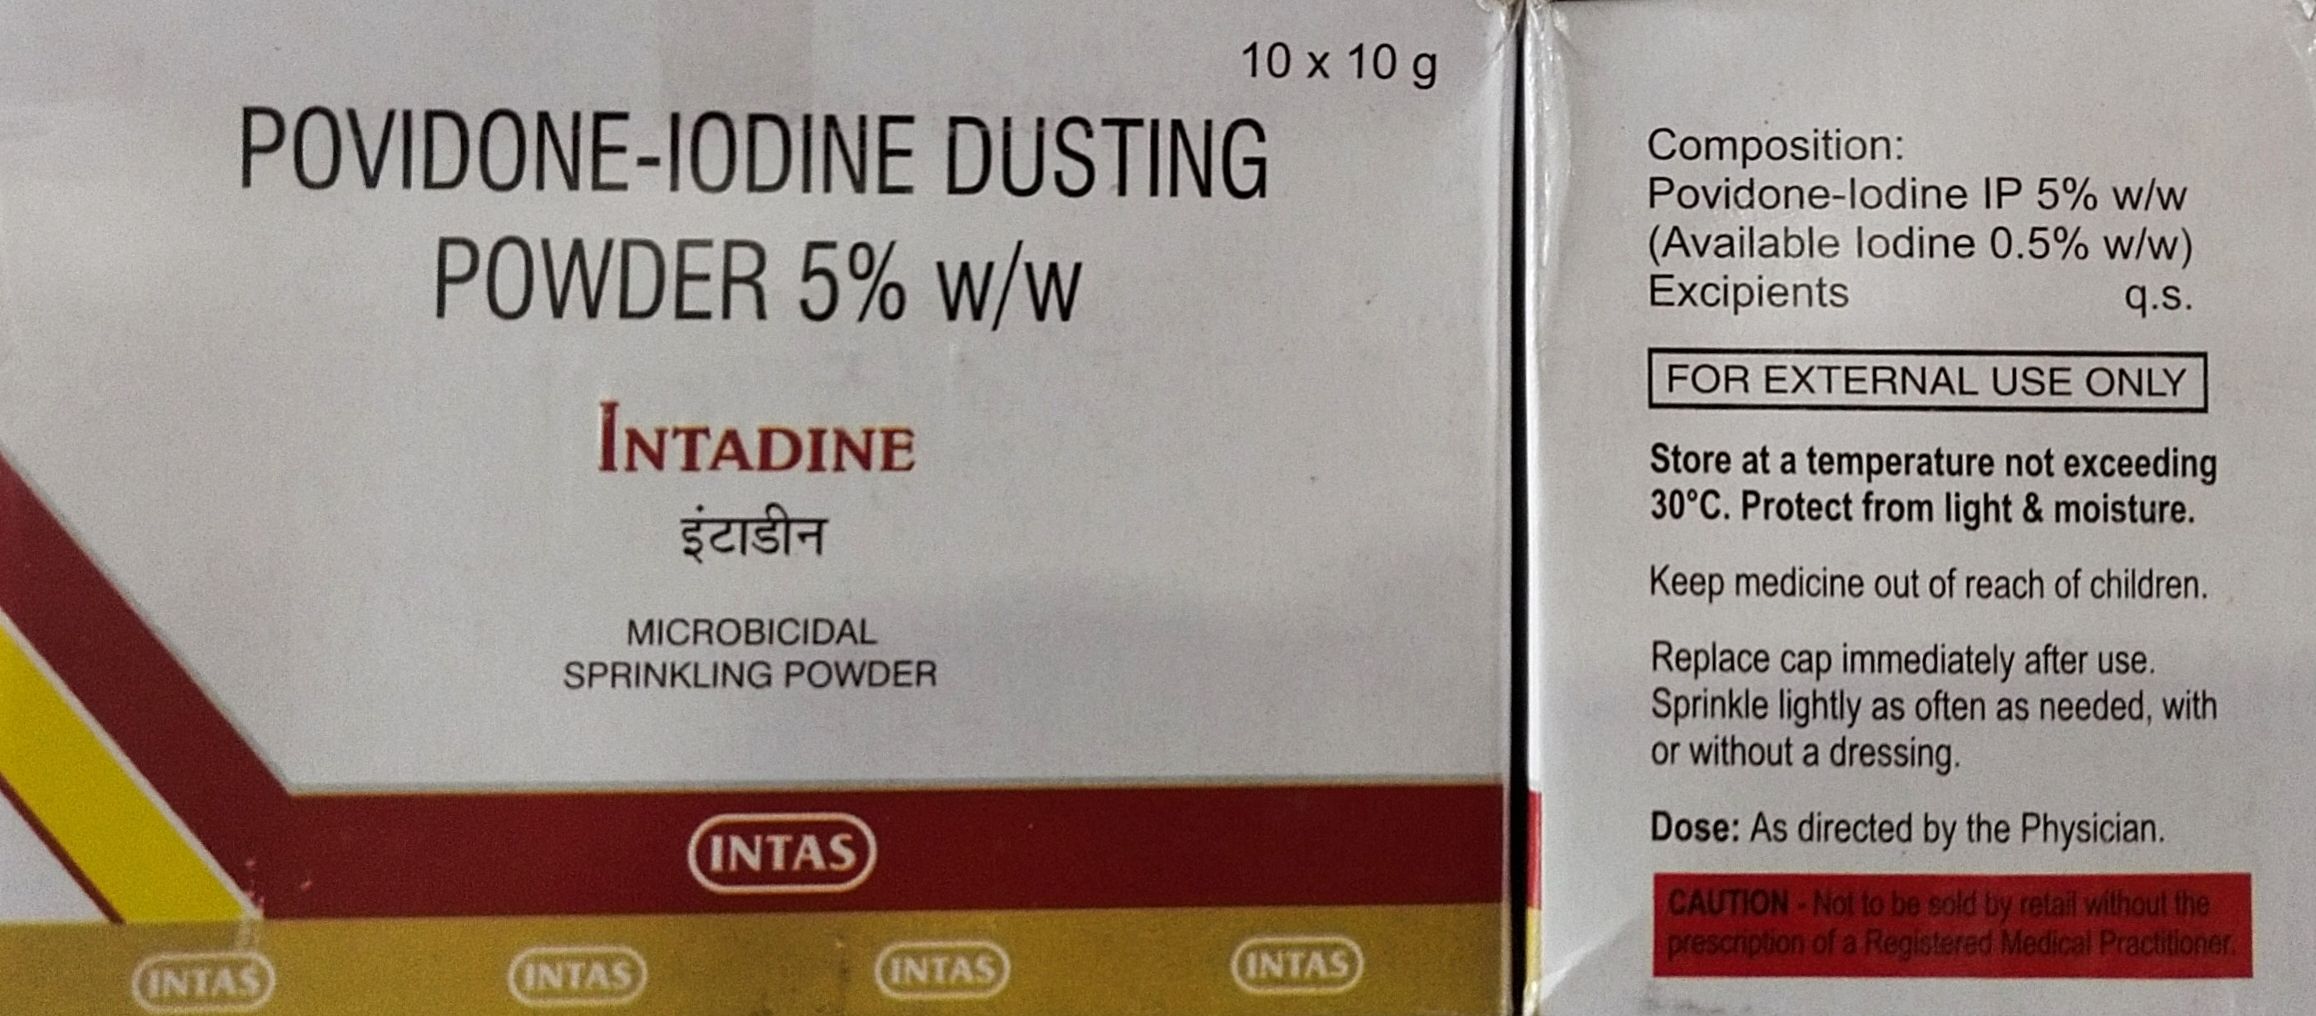 10 x 10 g
POVIDONE-IODINE DUSTING
POWDER 5% w/w
INTADINE
इंटाडीन
MICROBICIDAL
SPRINKLING POWDER
INTAS
INTAS INTAS INTAS INTAS
Composition:
Povidone-Iodine IP 5% w/w
(Available Iodine 0.5% w/w)
Excipients q.s.
FOR EXTERNAL USE ONLY
Store at a temperature not exceeding
30°C. Protect from light & moisture.
Keep medicine out of reach of children.
Replace cap immediately after use.
Sprinkle lightly as often as needed, with
or without a dressing.
Dose: As directed by the Physician.
CAUTION - Not to be sold by retail without the
prescription of a Registered Medical Practitioner.